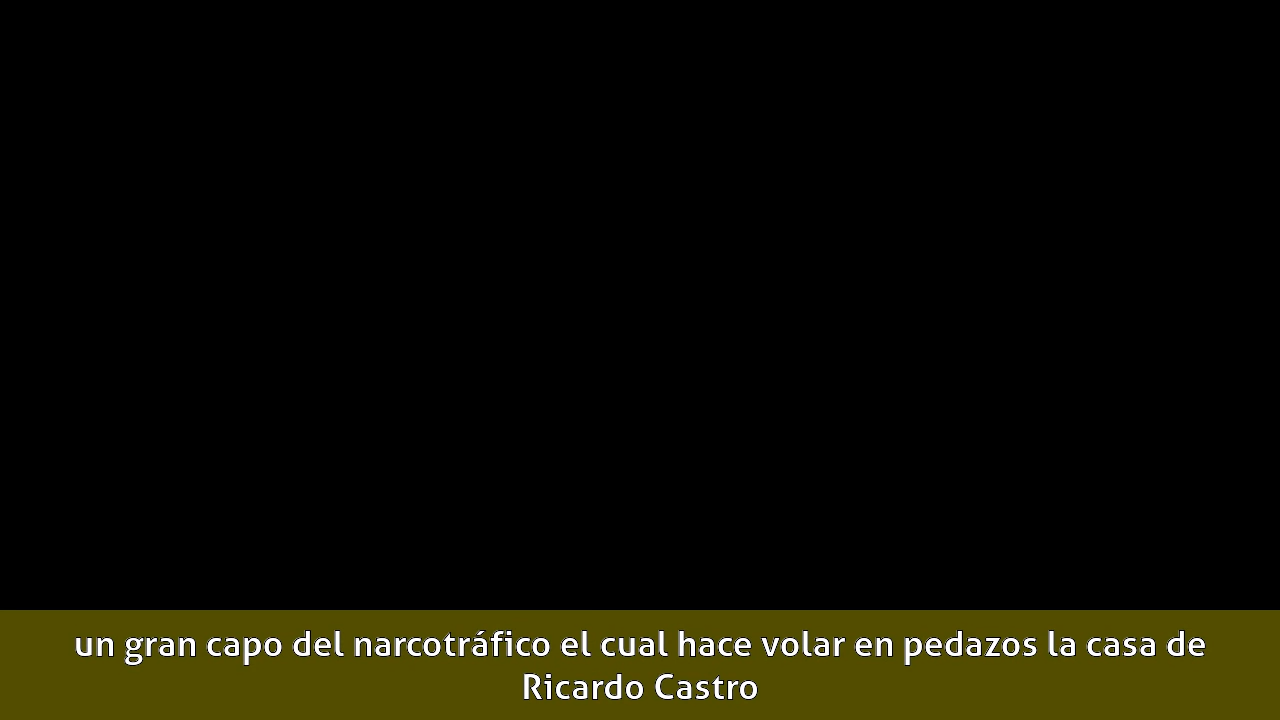 un gran capo del narcotráfico el cual hace volar en pedazos la casa de
Ricardo Castro